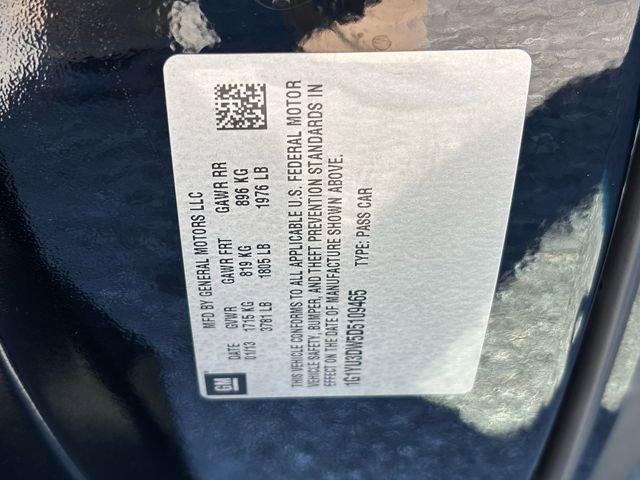 GM
MFD BY GENERAL MOTORS LLC
DATE GVWR GAWR FRT GAWR RR
01/13 1715 KG 819 KG 896 KG
3781 LB 1805 LB 1976 LB
THIS VEHICLE CONFORMS TO ALL APPLICABLE U.S. FEDERAL MOTOR
VEHICLE SAFETY, BUMPER, AND THEFT PREVENTION STANDARDS IN
EFFECT ON THE DATE OF MANUFACTURE SHOWN ABOVE.
1G1YU3DW5D5109465 TYPE: PASS CAR